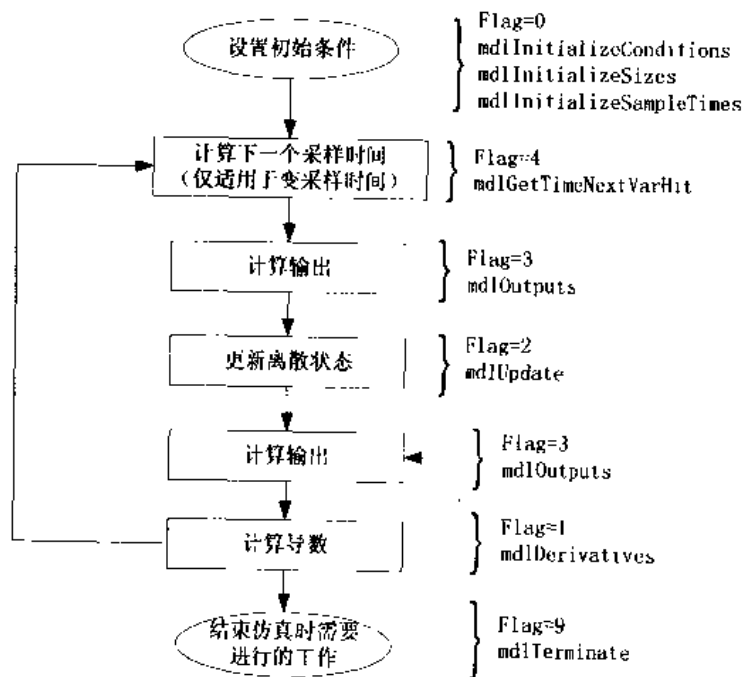 设置初始条件
Flag=0
mdlInitializeConditions
mdlInitializeSizes
mdlInitializeSampleTimes
计算下一个采样时间
（仅适用于变采样时间）
Flag=4
mdlGetTimeNextVarHit
计算输出
Flag=3
mdlOutputs
更新离散状态
Flag=2
mdlUpdate
计算输出
Flag=3
mdlOutputs
计算导数
Flag=1
mdlDerivatives
结束仿真时需要
进行的工作
Flag=9
mdlTerminate